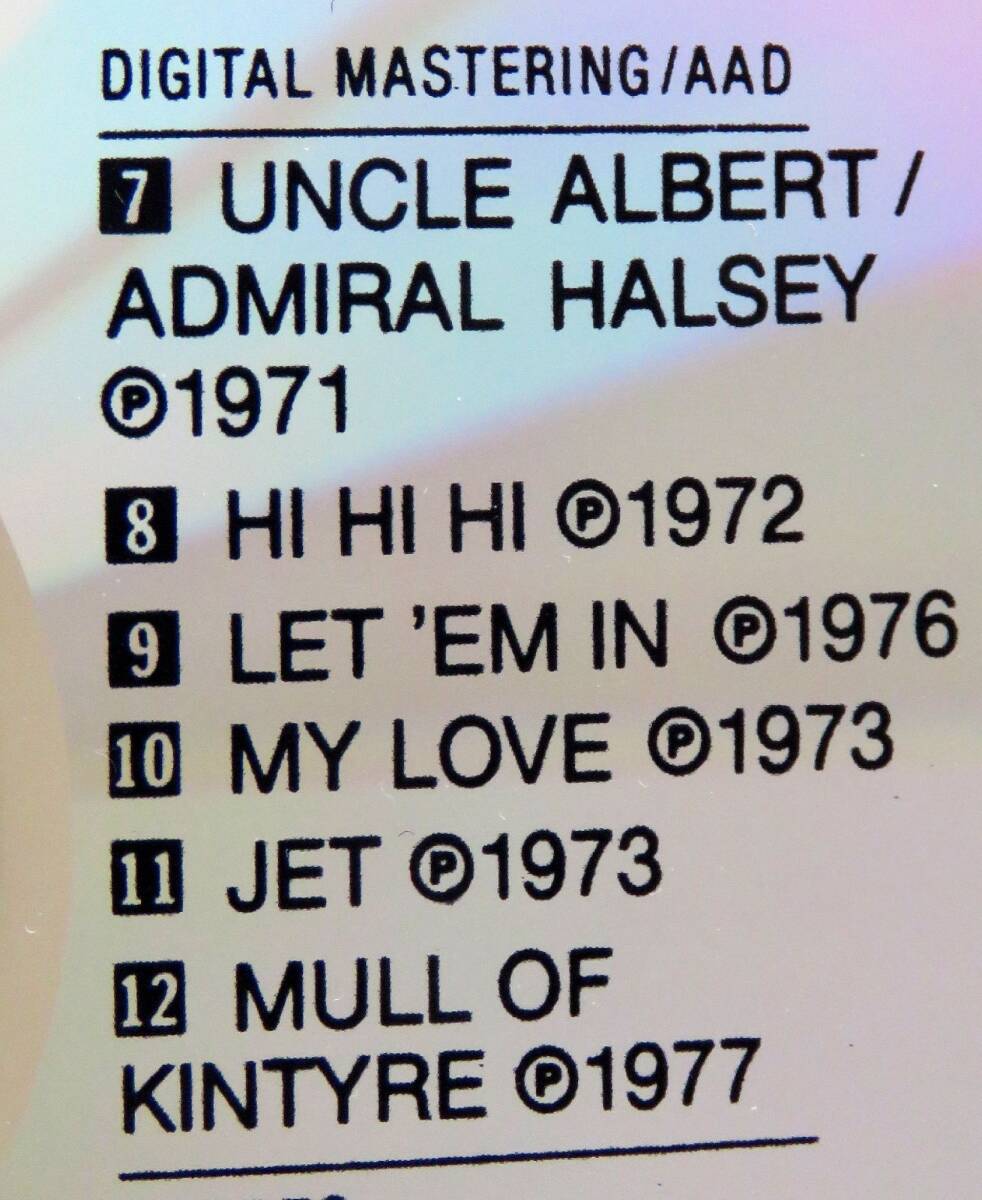 DIGITAL MASTERING/AAD
7 UNCLE ALBERT/
ADMIRAL HALSEY
℗1971
8 HI HI HI ℗1972
9 LET 'EM IN ℗1976
10 MY LOVE ℗1973
11 JET ℗1973
12 MULL OF
KINTYRE ℗1977